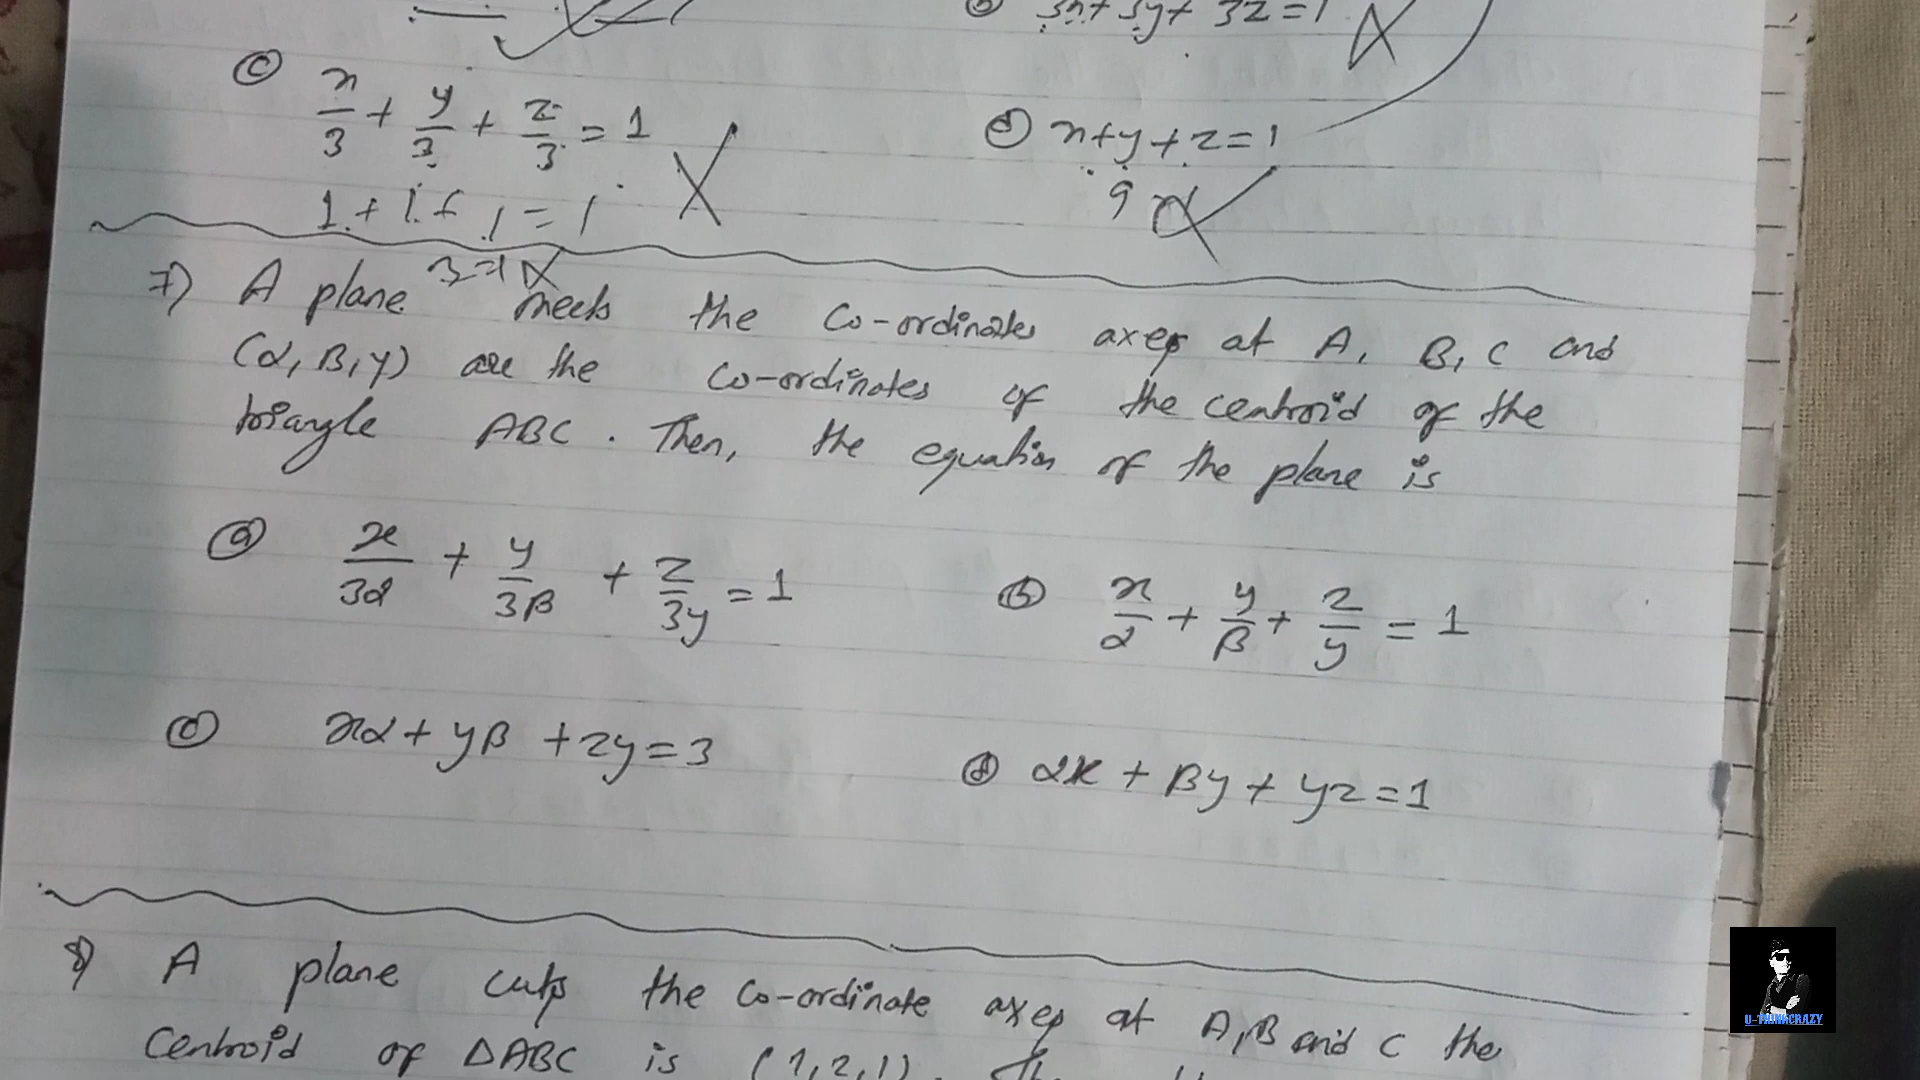 ⓑ 3x+3y+3z=1
ⓒ x/3 + y/3 + z/3 = 1
ⓓ x+y+z=1
9
1 + 1 + 1 = 1
3=1
7) A plane meets the Co-ordinates axes at A, B, C and
(α, β, γ) are the Co-ordinates of the centroid of the
triangle ABC. Then, the equation of the plane is
ⓐ x/3α + y/3β + z/3γ = 1
ⓑ x/α + y/β + z/γ = 1
ⓒ xα + yβ + zγ = 3
ⓓ αx + βy + γz = 1
8) A plane cuts the Co-ordinate axes at A,B and C the
Centroid of ΔABC is (1,2,1).
U-THINKCRAZY